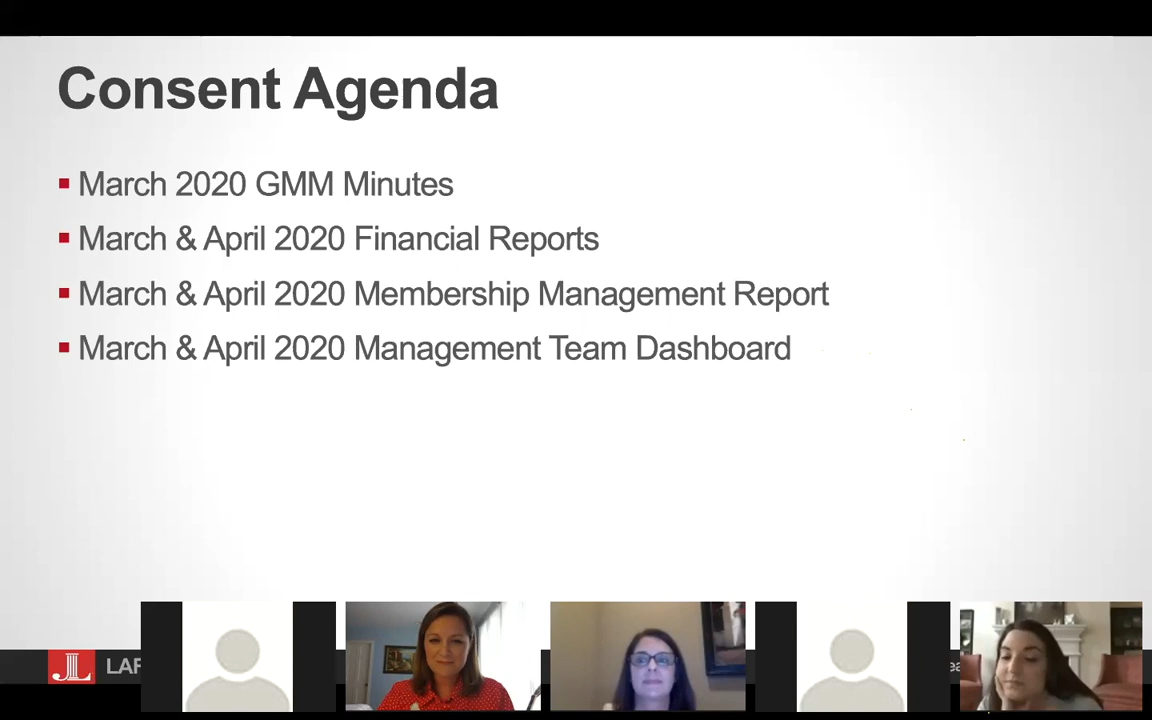 Consent Agenda
March 2020 GMM Minutes
March & April 2020 Financial Reports
March & April 2020 Membership Management Report
March & April 2020 Management Team Dashboard
JL